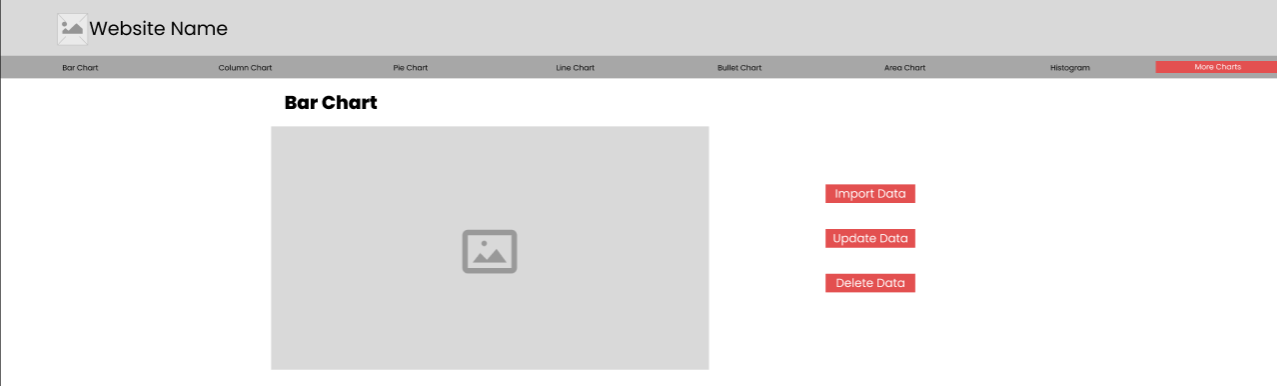 Website Name
Bar Chart Column Chart Pie Chart Line Chart Bullet Chart Area Chart Histogram More Charts
Bar Chart
Import Data
Update Data
Delete Data